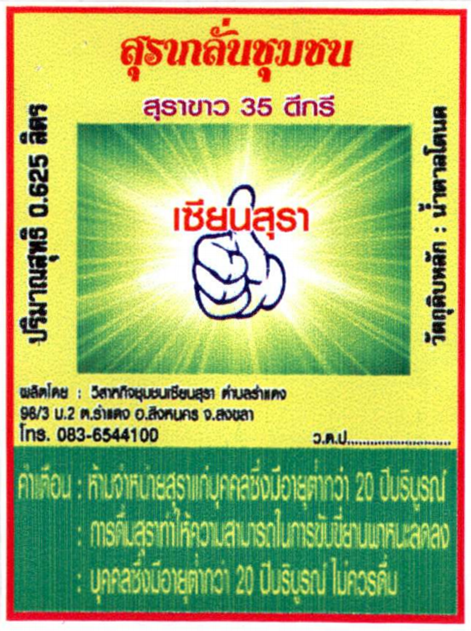 สุรากลั่นชุมชน
สุราขาว 35 ดีกรี
ปริมาณสุทธิ 0.625 ลิตร
เซียนสุรา
วัตถุดิบหลัก : น้ำตาลโตนด
ผลิตโดย : วิสาหกิจชุมชนเซียนสุรา ตำบลรำแดง
96/3 ม.2 ต.รำแดง อ.สิงหนคร จ.สงขลา
โทร. 083-6544100
ว.ด.ป........................
คำเตือน : ห้ามจำหน่ายสุราแก่บุคคลซึ่งมีอายุต่ำกว่า 20 ปีบริบูรณ์
: การดื่มสุราทำให้ความสามารถในการขับขี่ยานพาหนะลดลง
: บุคคลซึ่งมีอายุต่ำกว่า 20 ปีบริบูรณ์ ไม่ควรดื่ม